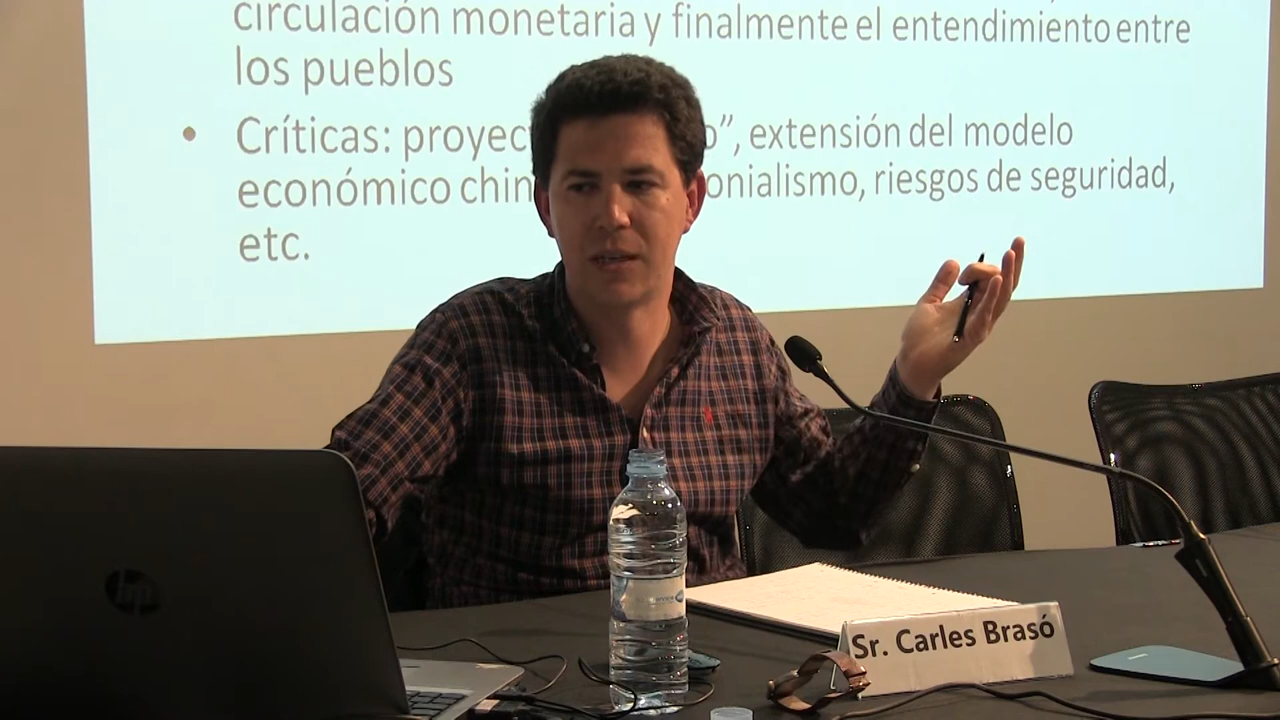 circulación monetaria y finalmente el entendimiento entre
los pueblos
• Críticas: proyec o”, extensión del modelo
económico chin onialismo, riesgos de seguridad,
etc.
hp
Sr. Carles Brasó